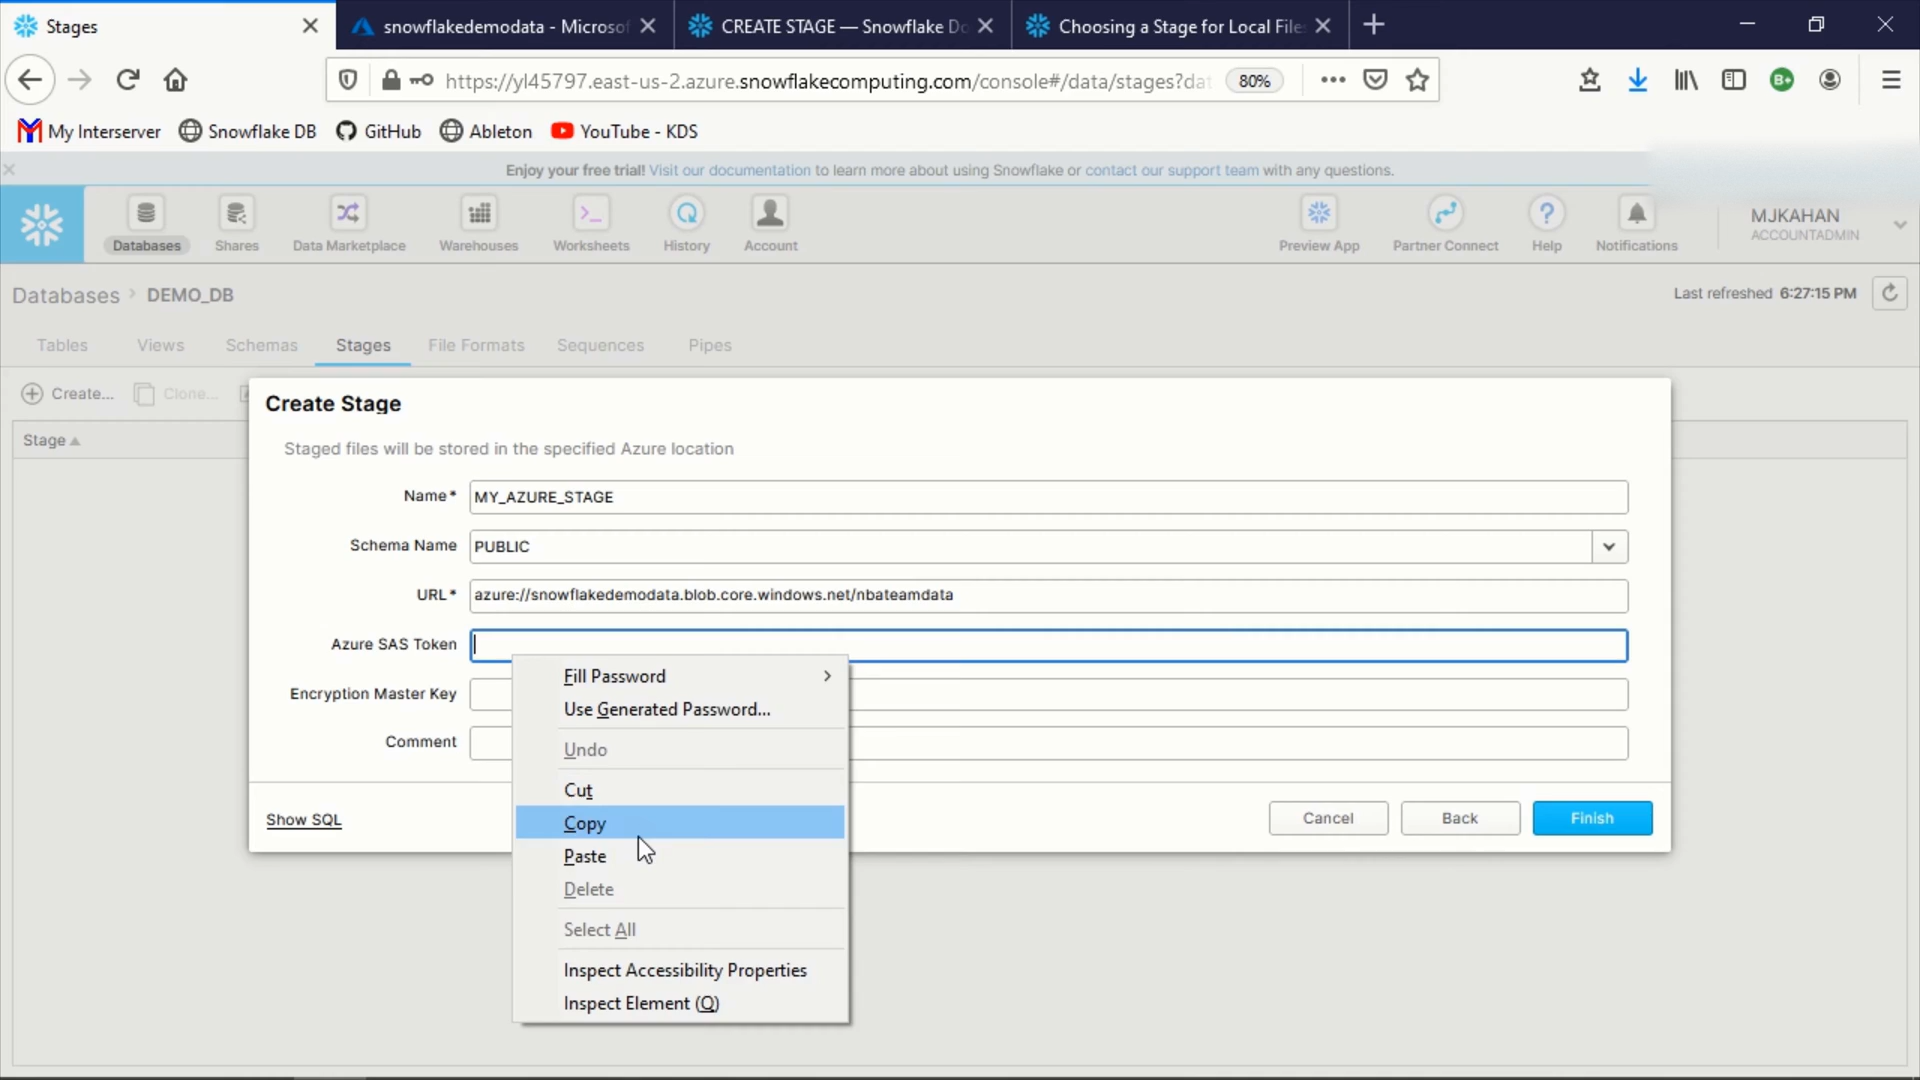 Stages
snowflakedemodata - Microsof
CREATE STAGE — Snowflake Do
Choosing a Stage for Local File
https://yl45797.east-us-2.azure.snowflakecomputing.com/console#/data/stages?dat
80%
My Interserver
Snowflake DB
GitHub
Ableton
YouTube - KDS
Enjoy your free trial! Visit our documentation to learn more about using Snowflake or contact our support team with any questions.
Databases
Shares
Data Marketplace
Warehouses
Worksheets
History
Account
Preview App
Partner Connect
Help
Notifications
MJKAHAN
ACCOUNTADMIN
Databases > DEMO_DB
Last refreshed 6:27:15 PM
Tables
Views
Schemas
Stages
File Formats
Sequences
Pipes
Create...
Clone...
Stage
Create Stage
Staged files will be stored in the specified Azure location
Name* MY_AZURE_STAGE
Schema Name PUBLIC
URL* azure://snowflakedemodata.blob.core.windows.net/nbateamdata
Azure SAS Token
Encryption Master Key
Comment
Fill Password
Use Generated Password...
Undo
Cut
Copy
Paste
Delete
Select All
Inspect Accessibility Properties
Inspect Element (Q)
Show SQL
Cancel
Back
Finish